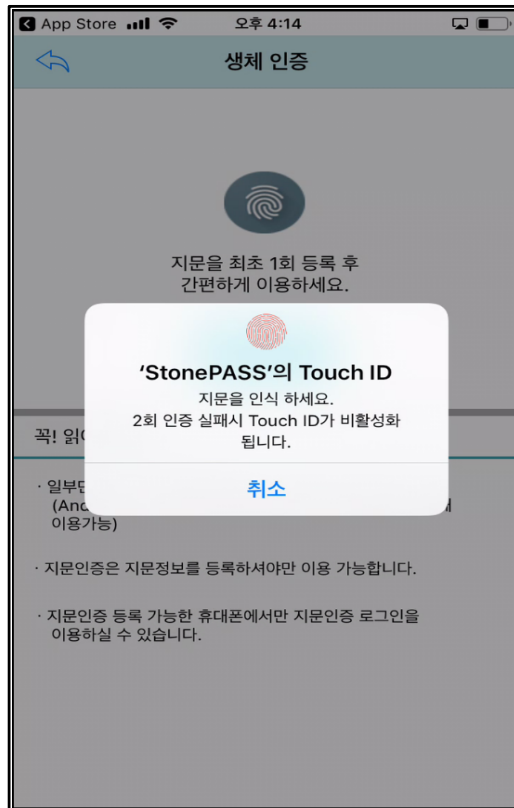 App Store
오후 4:14
생체 인증
지문을 최초 1회 등록 후
간편하게 이용하세요.
'StonePASS'의 Touch ID
지문을 인식 하세요.
2회 인증 실패시 Touch ID가 비활성화
됩니다.
취소
꼭!
· 일부
(And
이용가능)
· 지문인증은 지문정보를 등록하셔야만 이용 가능합니다.
· 지문인증 등록 가능한 휴대폰에서만 지문인증 로그인을
이용하실 수 있습니다.